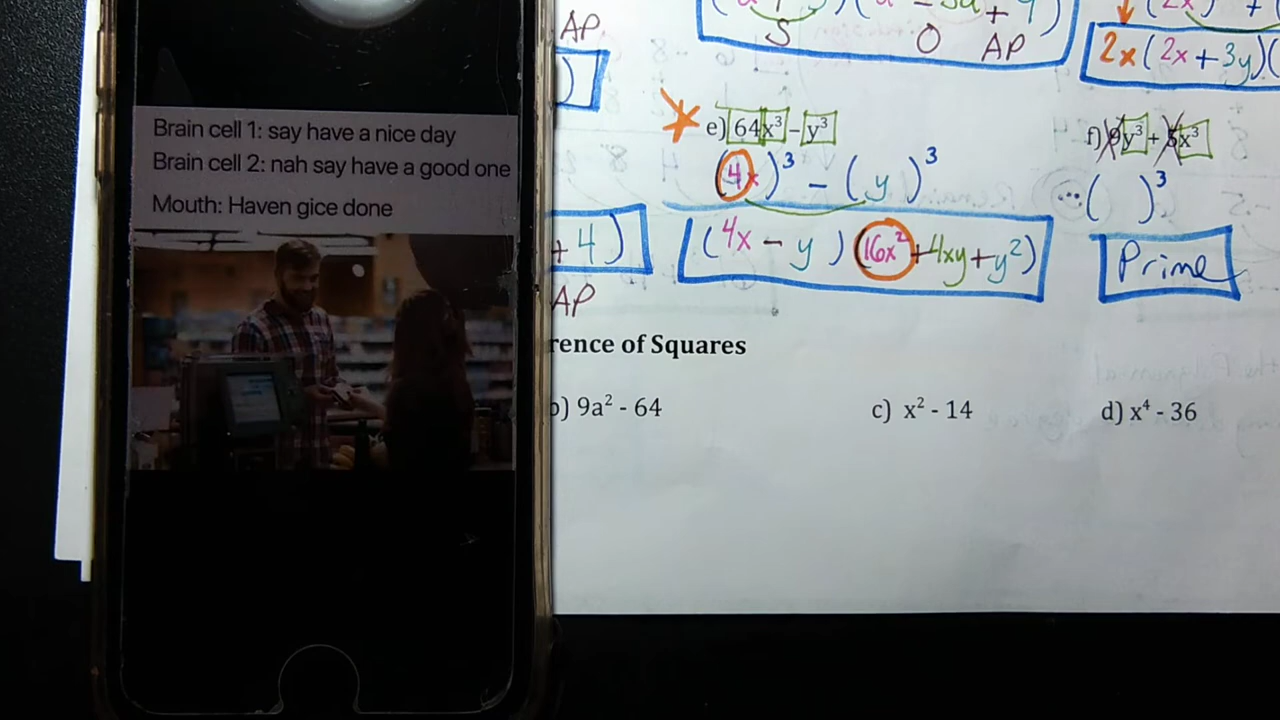 Brain cell 1: say have a nice day
Brain cell 2: nah say have a good one
Mouth: Haven gice done
AP
S O AP
2x(2x+3y)(
e) 64x³ - y³
(4x)³ - (y)³
(4x - y)(16x²+4xy+y²)
f) 9y³ + 5x³
( )³
Prime
+4)
AP
rence of Squares
b) 9a² - 64
c) x² - 14
d) x⁴ - 36